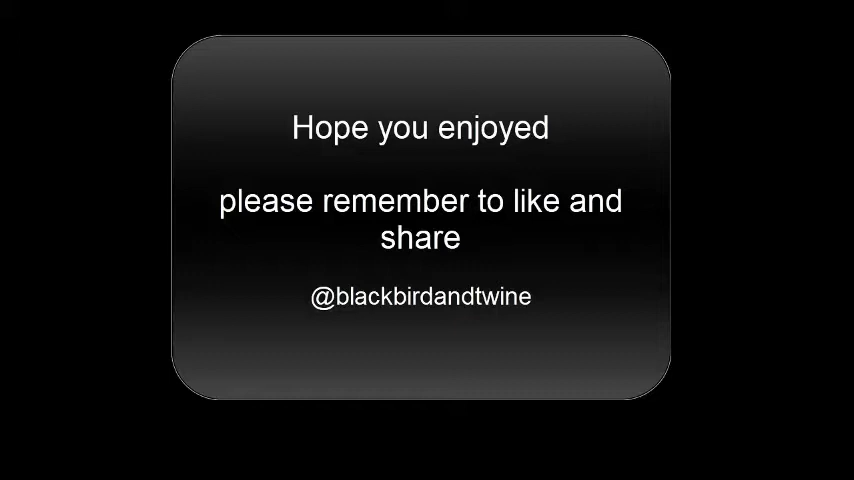 Hope you enjoyed
please remember to like and
share
@blackbirdandtwine